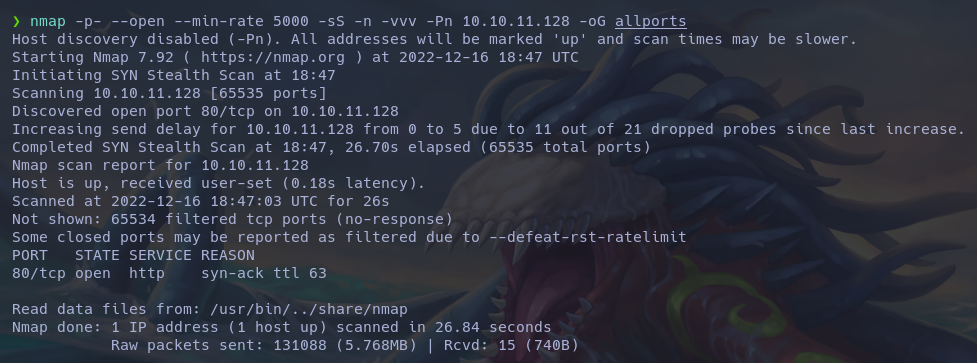 ❯ nmap -p- --open --min-rate 5000 -sS -n -vvv -Pn 10.10.11.128 -oG allports
Host discovery disabled (-Pn). All addresses will be marked 'up' and scan times may be slower.
Starting Nmap 7.92 ( https://nmap.org ) at 2022-12-16 18:47 UTC
Initiating SYN Stealth Scan at 18:47
Scanning 10.10.11.128 [65535 ports]
Discovered open port 80/tcp on 10.10.11.128
Increasing send delay for 10.10.11.128 from 0 to 5 due to 11 out of 21 dropped probes since last increase.
Completed SYN Stealth Scan at 18:47, 26.70s elapsed (65535 total ports)
Nmap scan report for 10.10.11.128
Host is up, received user-set (0.18s latency).
Scanned at 2022-12-16 18:47:03 UTC for 26s
Not shown: 65534 filtered tcp ports (no-response)
Some closed ports may be reported as filtered due to --defeat-rst-ratelimit
PORT   STATE SERVICE REASON
80/tcp open  http    syn-ack ttl 63
Read data files from: /usr/bin/../share/nmap
Nmap done: 1 IP address (1 host up) scanned in 26.84 seconds
           Raw packets sent: 131088 (5.768MB) | Rcvd: 15 (740B)